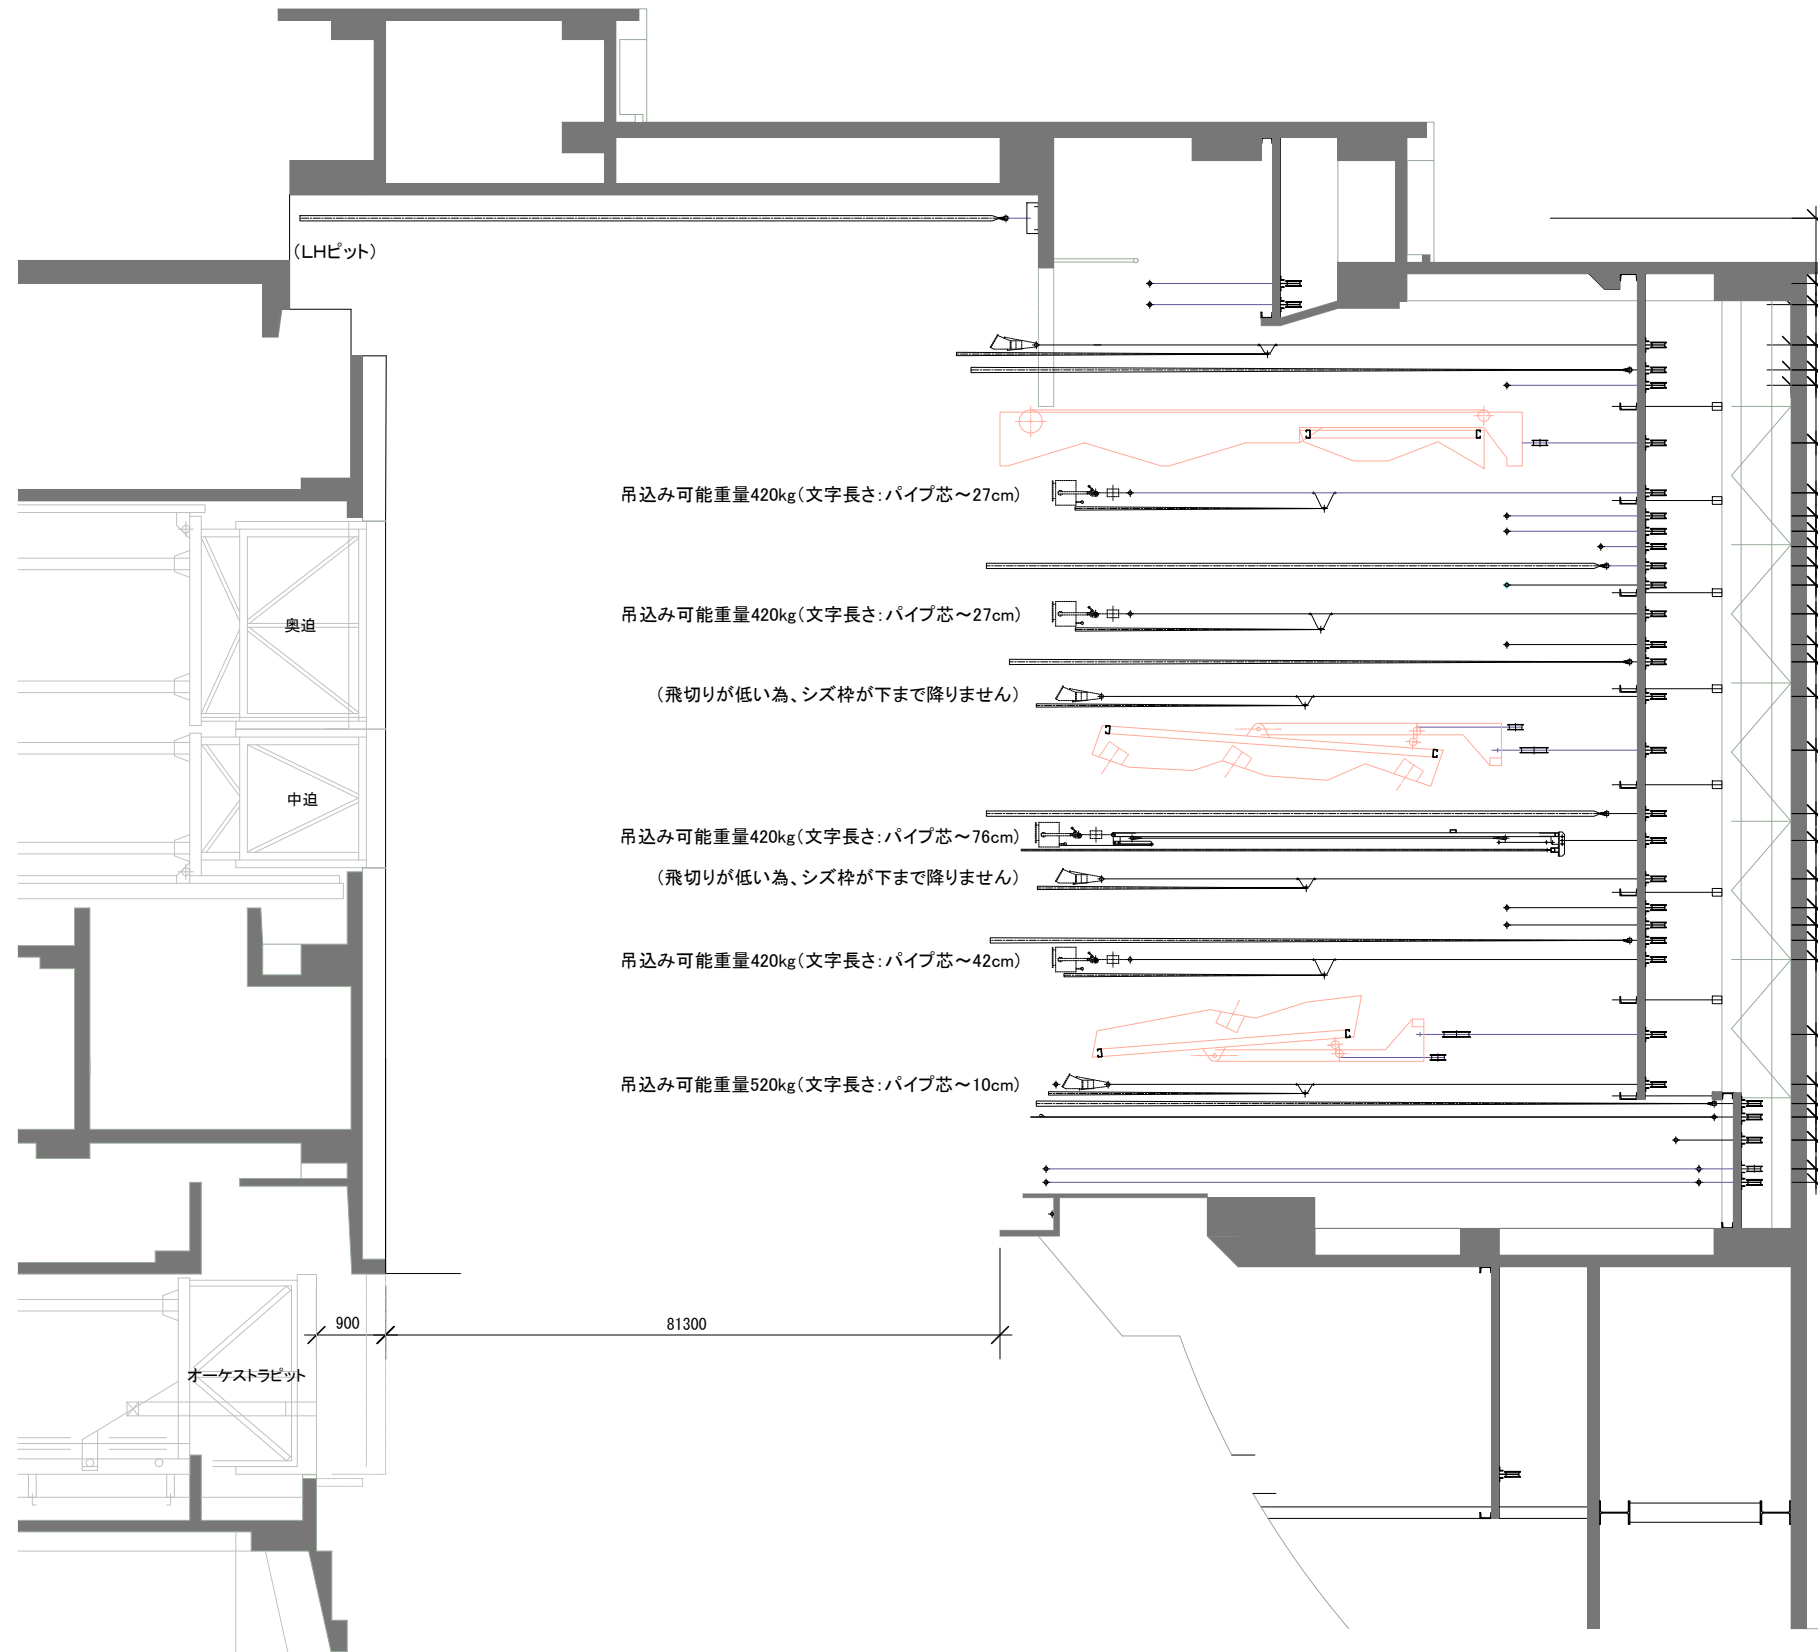 （LHピット）
吊込み可能重量420kg（文字長さ：パイプ芯～27cm）
奥迫
吊込み可能重量420kg（文字長さ：パイプ芯～27cm）
（飛切りが低い為、シズ枠が下まで降りません）
中迫
吊込み可能重量420kg（文字長さ：パイプ芯～76cm）
（飛切りが低い為、シズ枠が下まで降りません）
吊込み可能重量420kg（文字長さ：パイプ芯～42cm）
吊込み可能重量520kg（文字長さ：パイプ芯～10cm）
900
81300
オーケストラピット